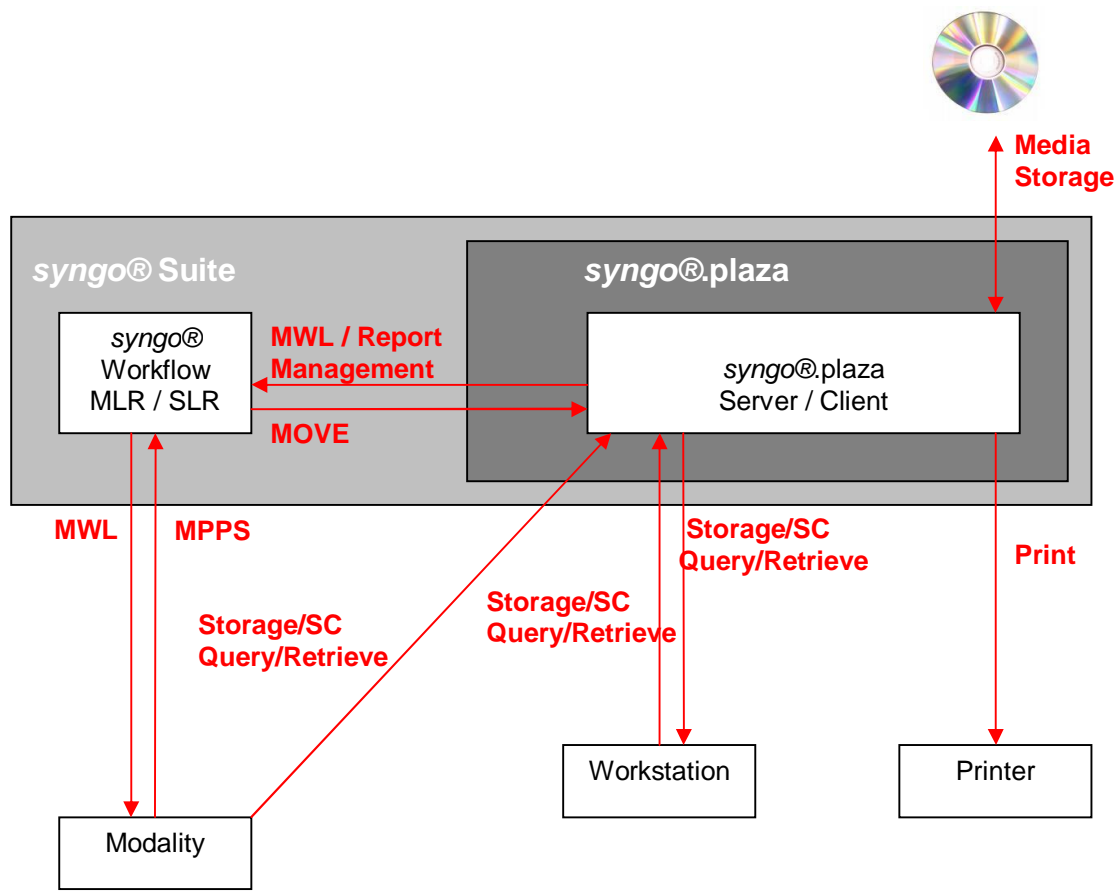 Media
Storage
syngo® Suite
syngo®.plaza
syngo®
Workflow
MLR / SLR
MWL / Report
Management
MOVE
syngo®.plaza
Server / Client
MWL
MPPS
Storage/SC
Query/Retrieve
Storage/SC
Query/Retrieve
Storage/SC
Query/Retrieve
Print
Workstation
Printer
Modality